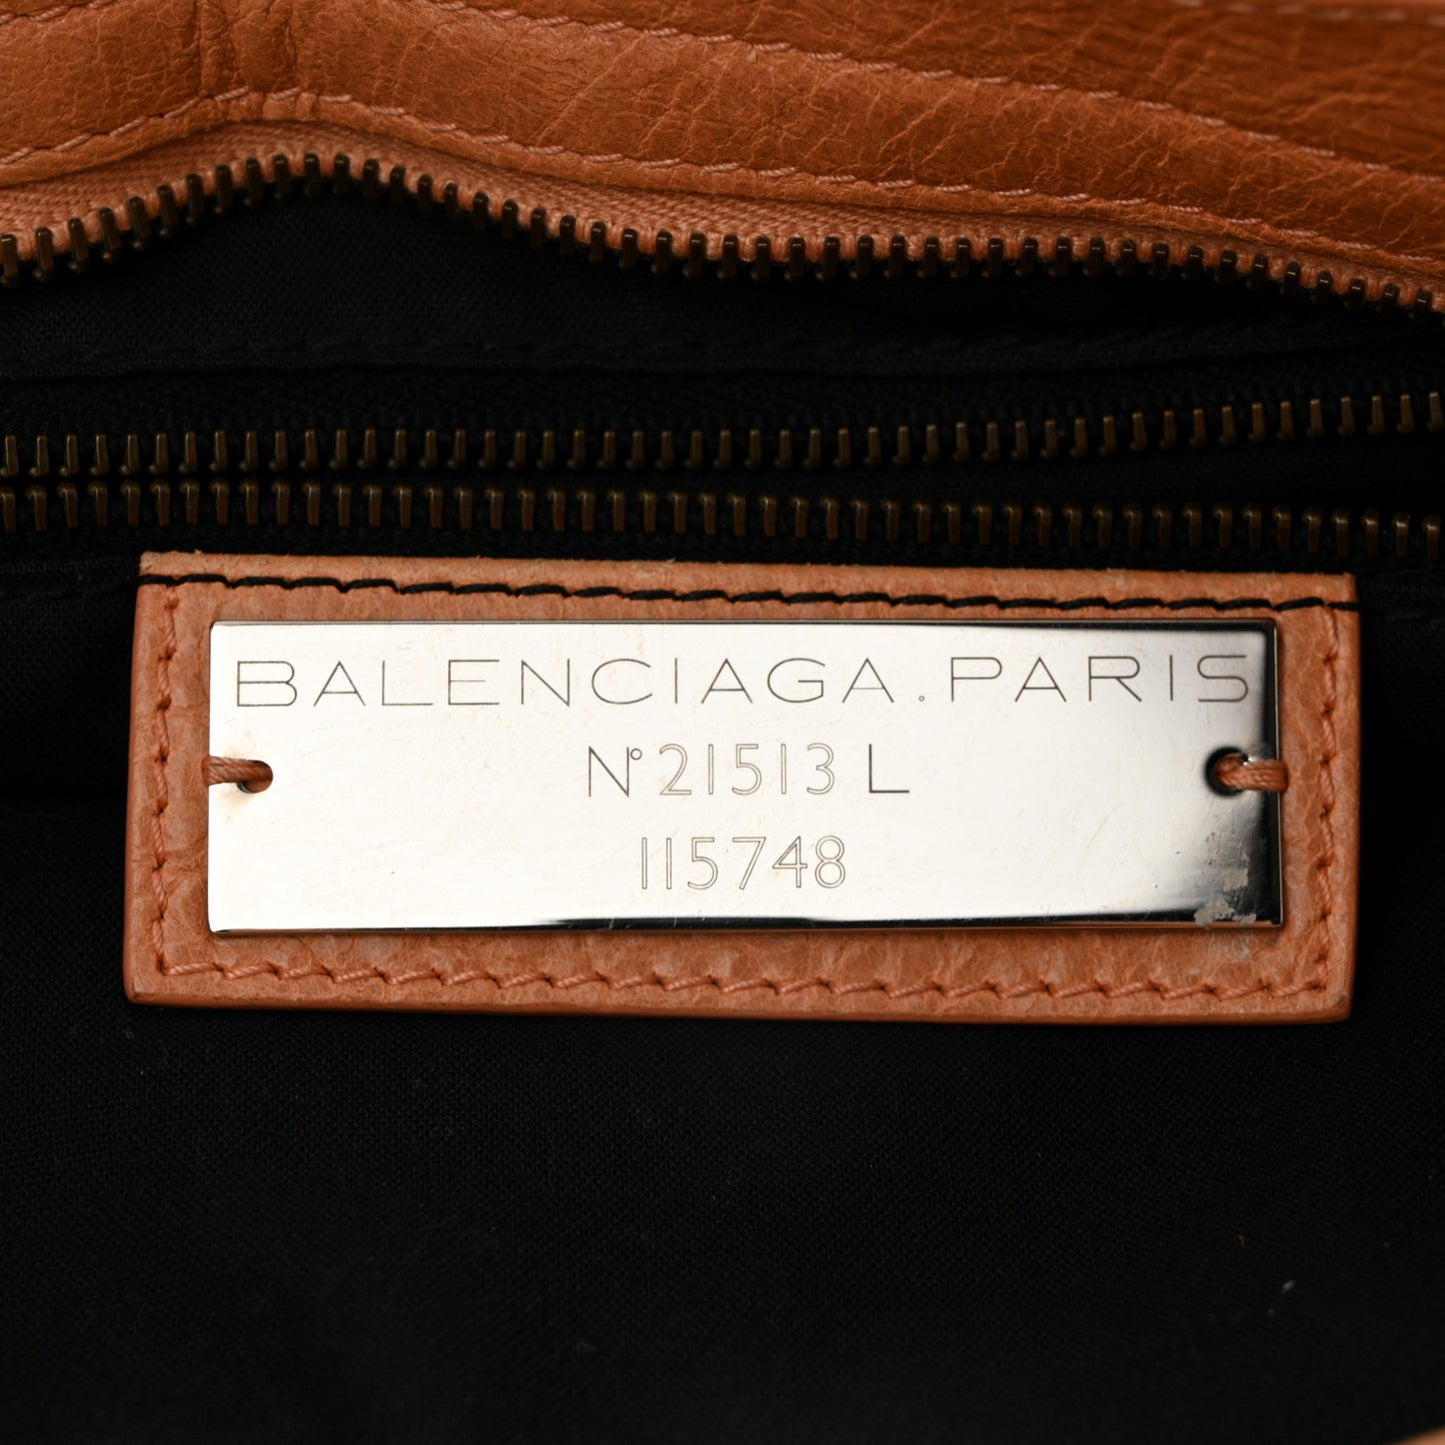 BALENCIAGA.PARIS
N° 21513 L
115748